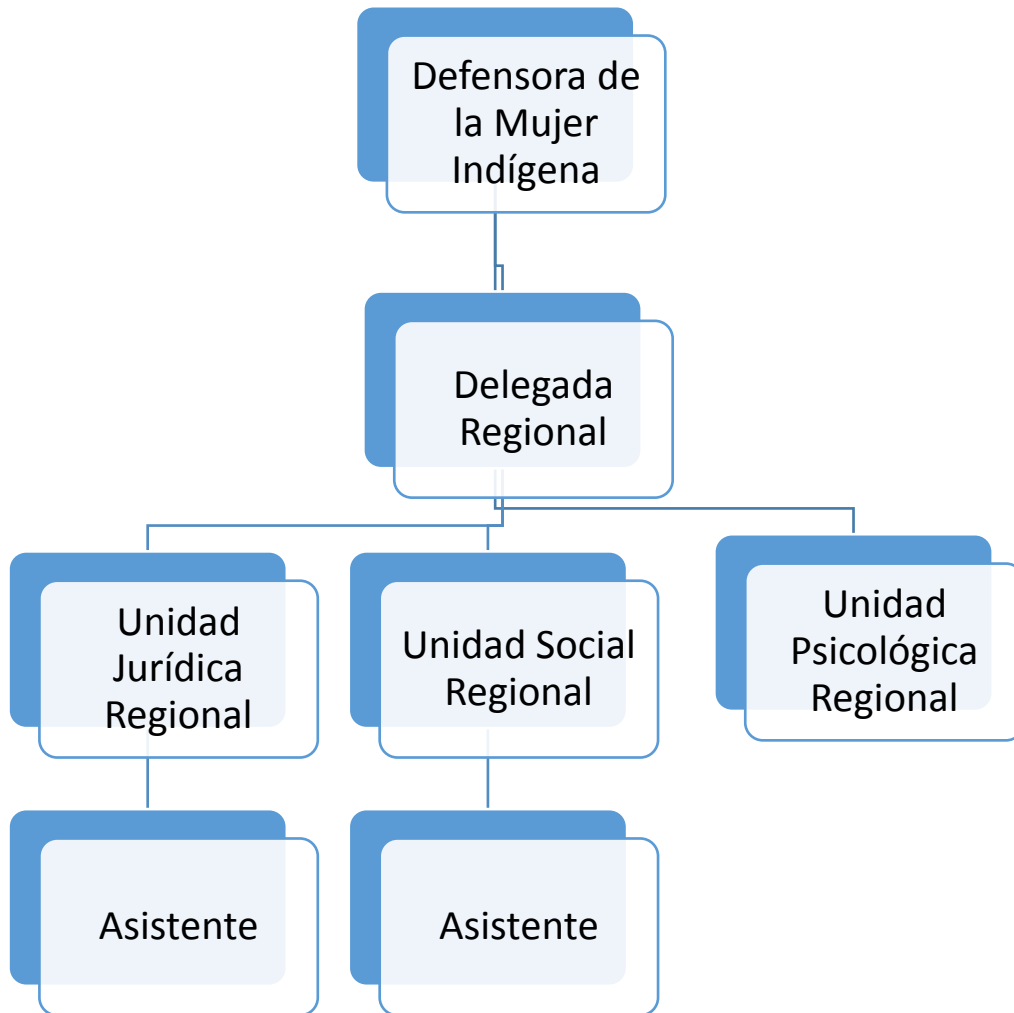 Defensora de
la Mujer
Indígena
Delegada
Regional
Unidad
Jurídica
Regional
Unidad Social
Regional
Unidad
Psicológica
Regional
Asistente
Asistente